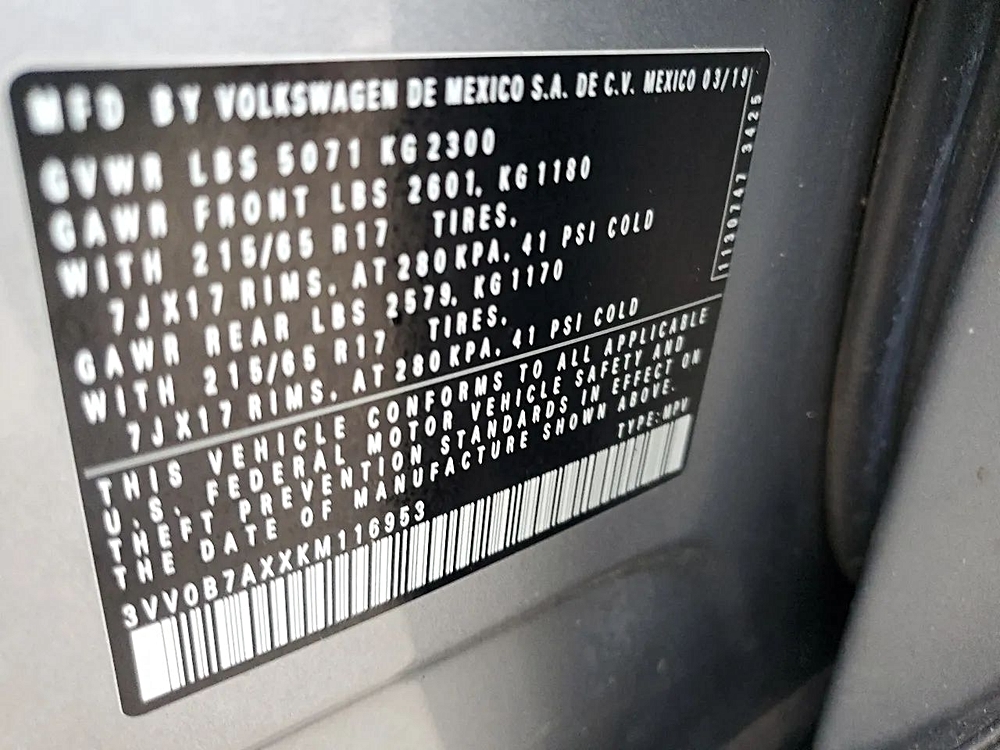 MFD BY VOLKSWAGEN DE MEXICO S.A. DE C.V. MEXICO 03/19
GVWR LBS 5071 KG 2300
GAWR FRONT LBS 2601, KG 1180
WITH 215/65 R17 TIRES,
7JX17 RIMS, AT 280 KPA, 41 PSI COLD
GAWR REAR LBS 2579, KG 1170
WITH 215/65 R17 TIRES,
7JX17 RIMS, AT 280 KPA, 41 PSI COLD
THIS VEHICLE CONFORMS TO ALL APPLICABLE
U.S. FEDERAL MOTOR VEHICLE SAFETY AND
THEFT PREVENTION STANDARDS IN EFFECT ON
THE DATE OF MANUFACTURE SHOWN ABOVE.
TYPE: MPV
3VV0B7AXXKM116953
1130747 3425